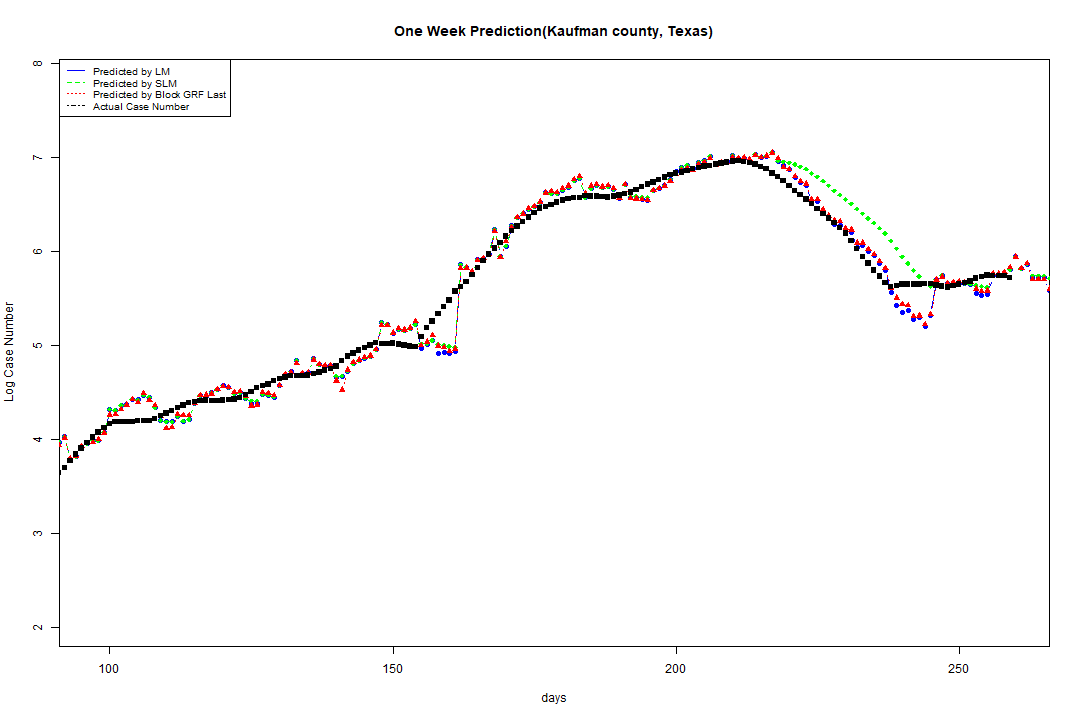 One Week Prediction(Kaufman county, Texas)
Predicted by LM
Predicted by SLM
Predicted by Block GRF Last
Actual Case Number
8
7
6
5
4
3
2
Log Case Number
100 150 200 250
days